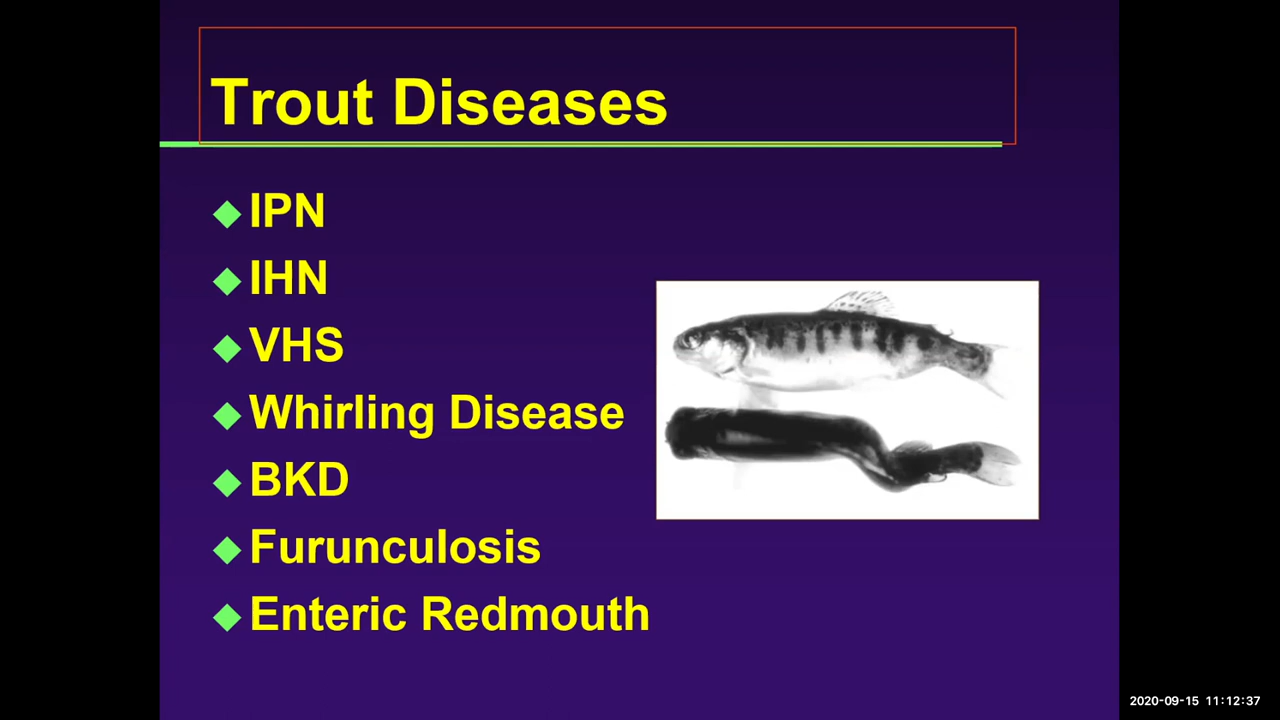 Trout Diseases
IPN
IHN
VHS
Whirling Disease
BKD
Furunculosis
Enteric Redmouth
2020-09-15 11:12:37